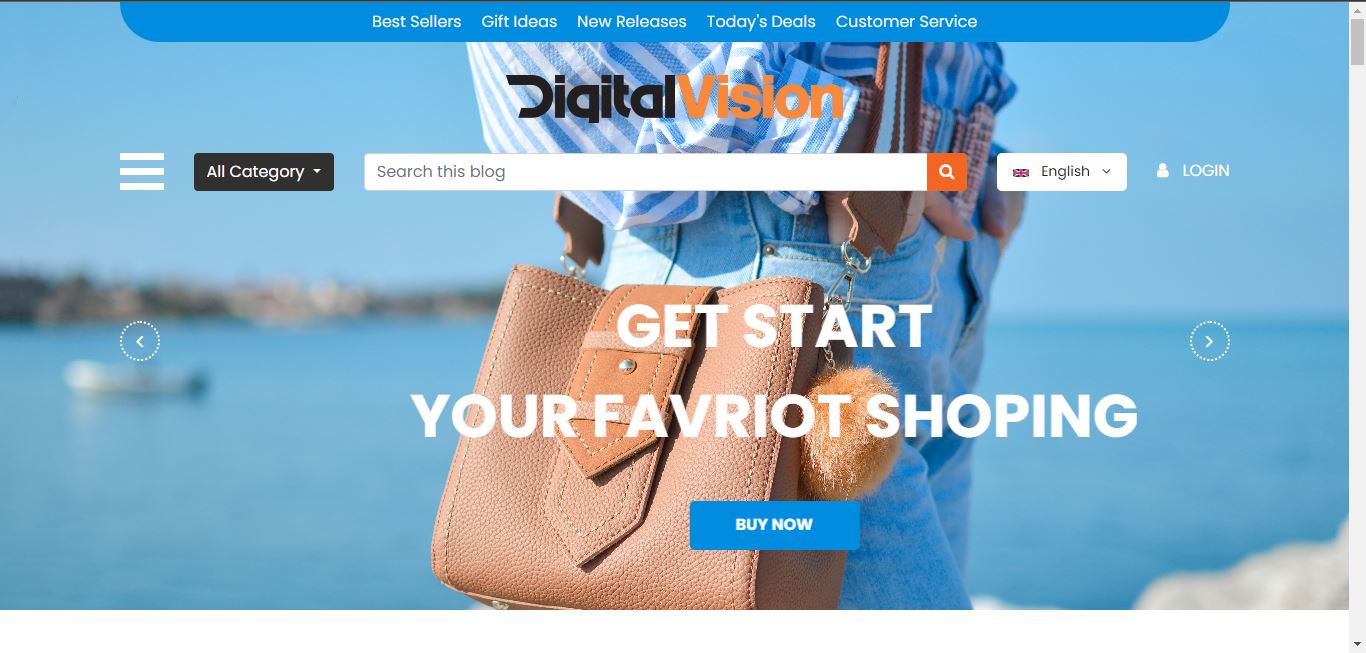 Best Sellers Gift Ideas New Releases Today's Deals Customer Service
DigitalVision
All Category Search this blog English LOGIN
GET START
YOUR FAVRIOT SHOPING
BUY NOW